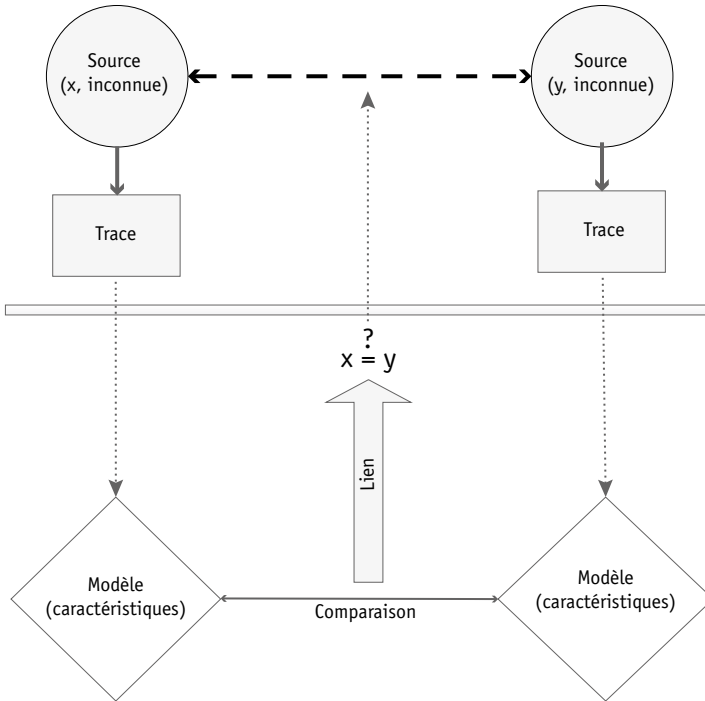 Source
(x, inconnue)
Source
(y, inconnue)
Trace
Trace
?
x = y
Lien
Modèle
(caractéristiques)
Modèle
(caractéristiques)
Comparaison